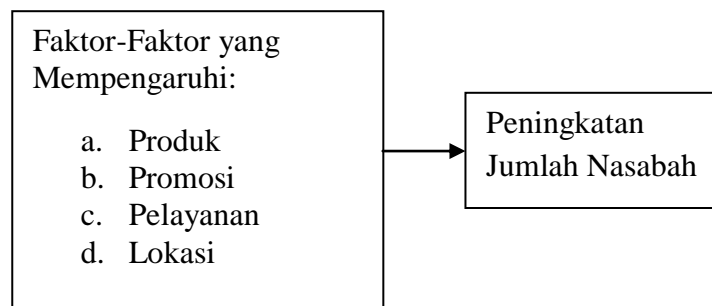 Faktor-Faktor yang
Mempengaruhi:
a. Produk
b. Promosi
c. Pelayanan
d. Lokasi
Peningkatan
Jumlah Nasabah